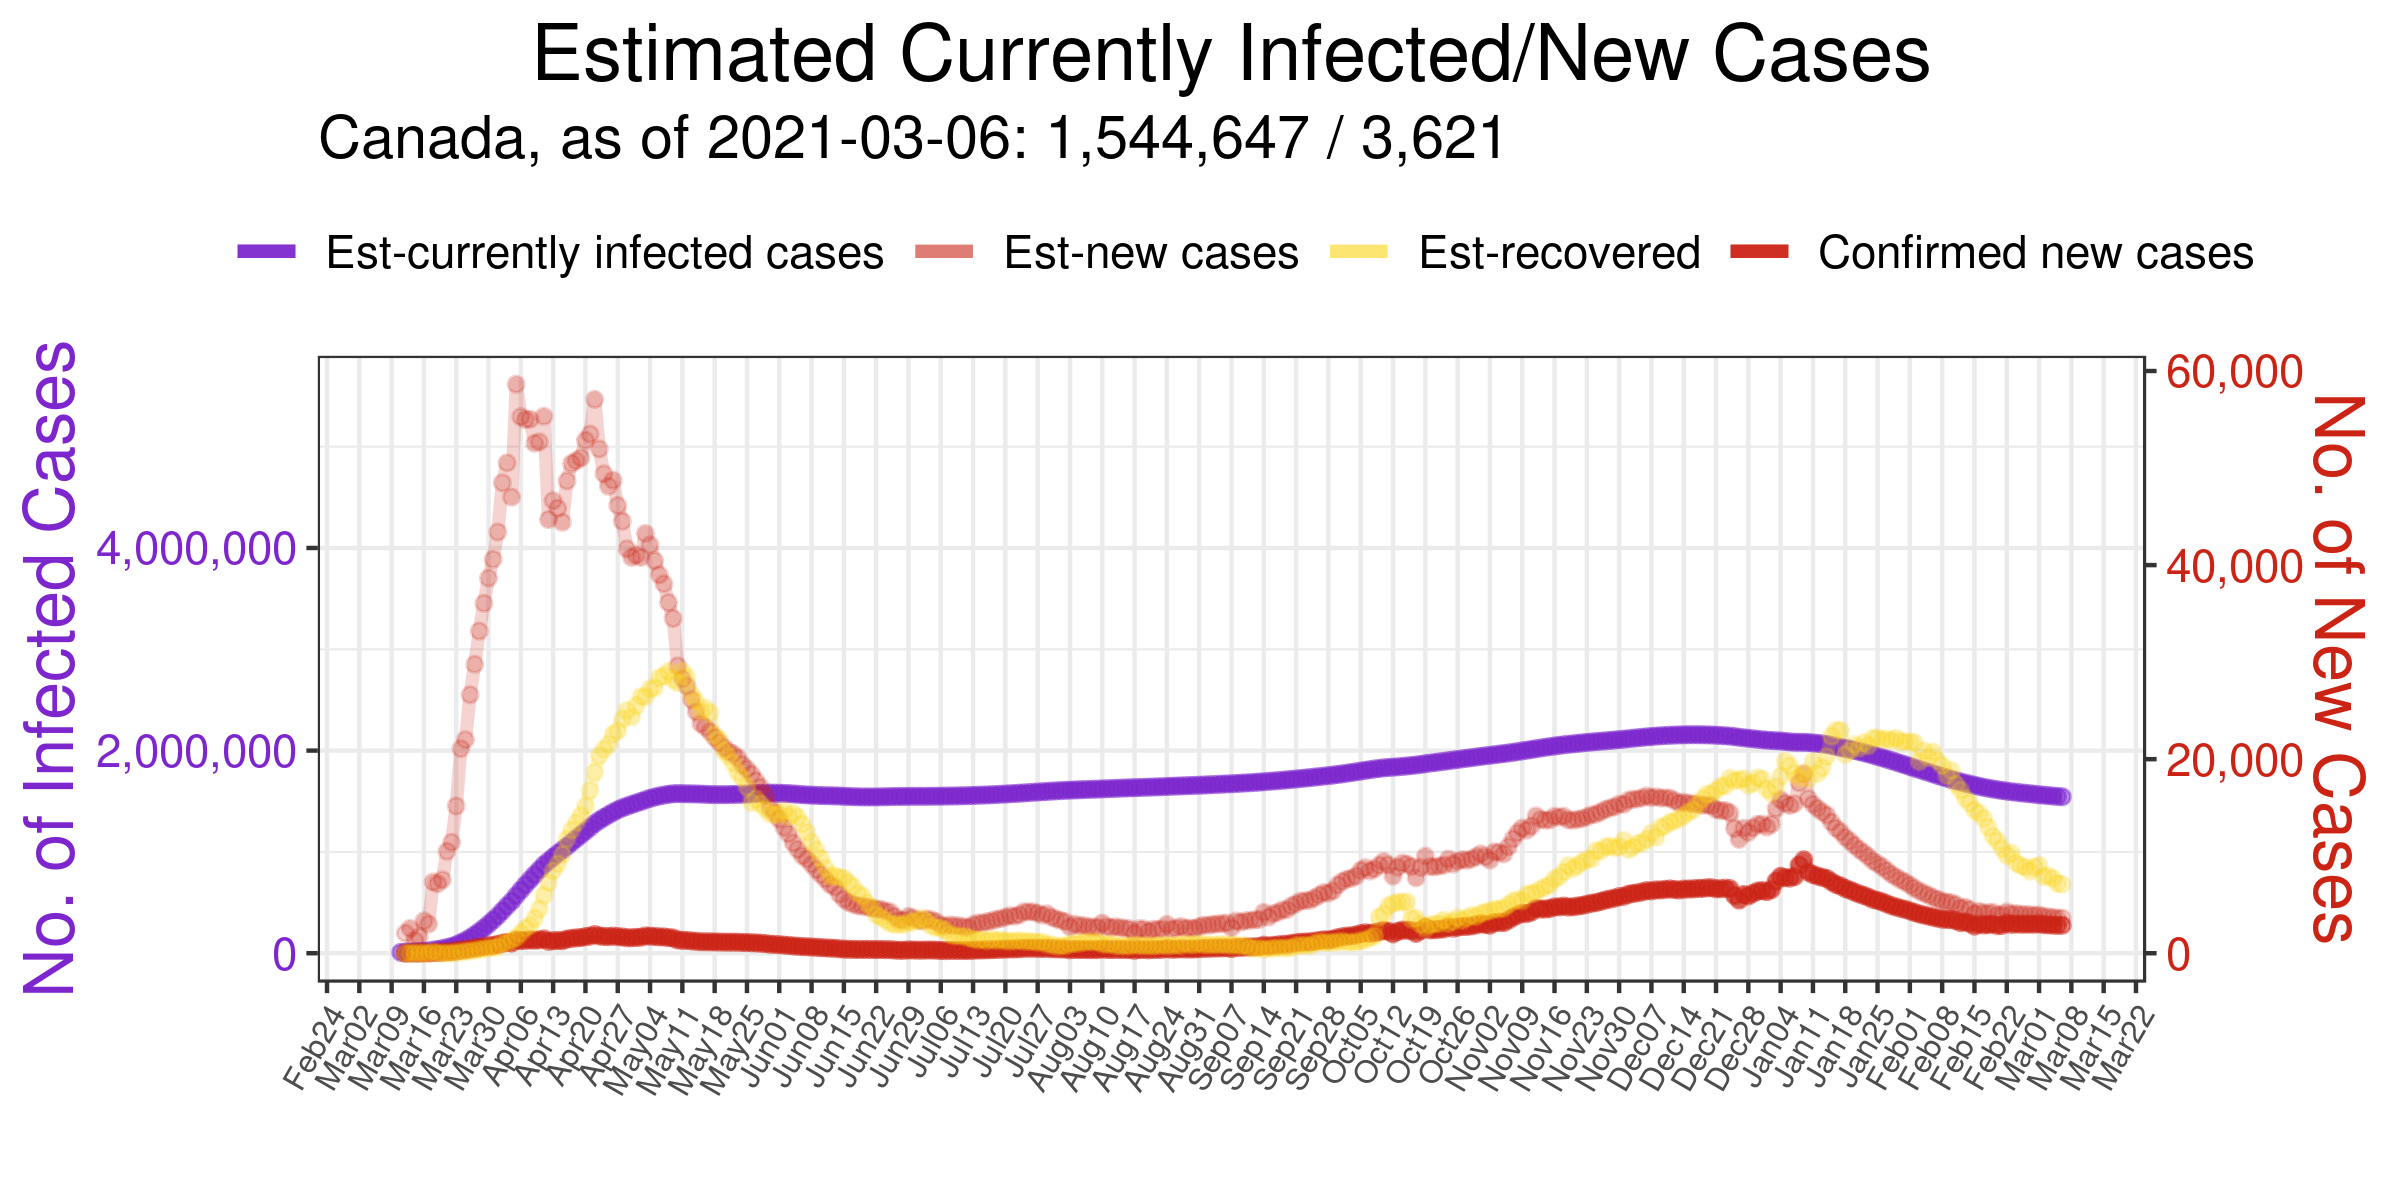 Estimated Currently Infected/New Cases
Canada, as of 2021-03-06: 1,544,647 / 3,621
Est-currently infected cases Est-new cases Est-recovered Confirmed new cases
No. of Infected Cases
4,000,000
2,000,000
0
60,000
40,000
20,000
0
No. of New Cases
Feb24 Mar02 Mar09 Mar16 Mar23 Mar30 Apr06 Apr13 Apr20 Apr27 May04 May11 May18 May25 Jun01 Jun08 Jun15 Jun22 Jun29 Jul06 Jul13 Jul20 Jul27 Aug03 Aug10 Aug17 Aug24 Aug31 Sep07 Sep14 Sep21 Sep28 Oct05 Oct12 Oct19 Oct26 Nov02 Nov09 Nov16 Nov23 Nov30 Dec07 Dec14 Dec21 Dec28 Jan04 Jan11 Jan18 Jan25 Feb01 Feb08 Feb15 Feb22 Mar01 Mar08 Mar15 Mar22